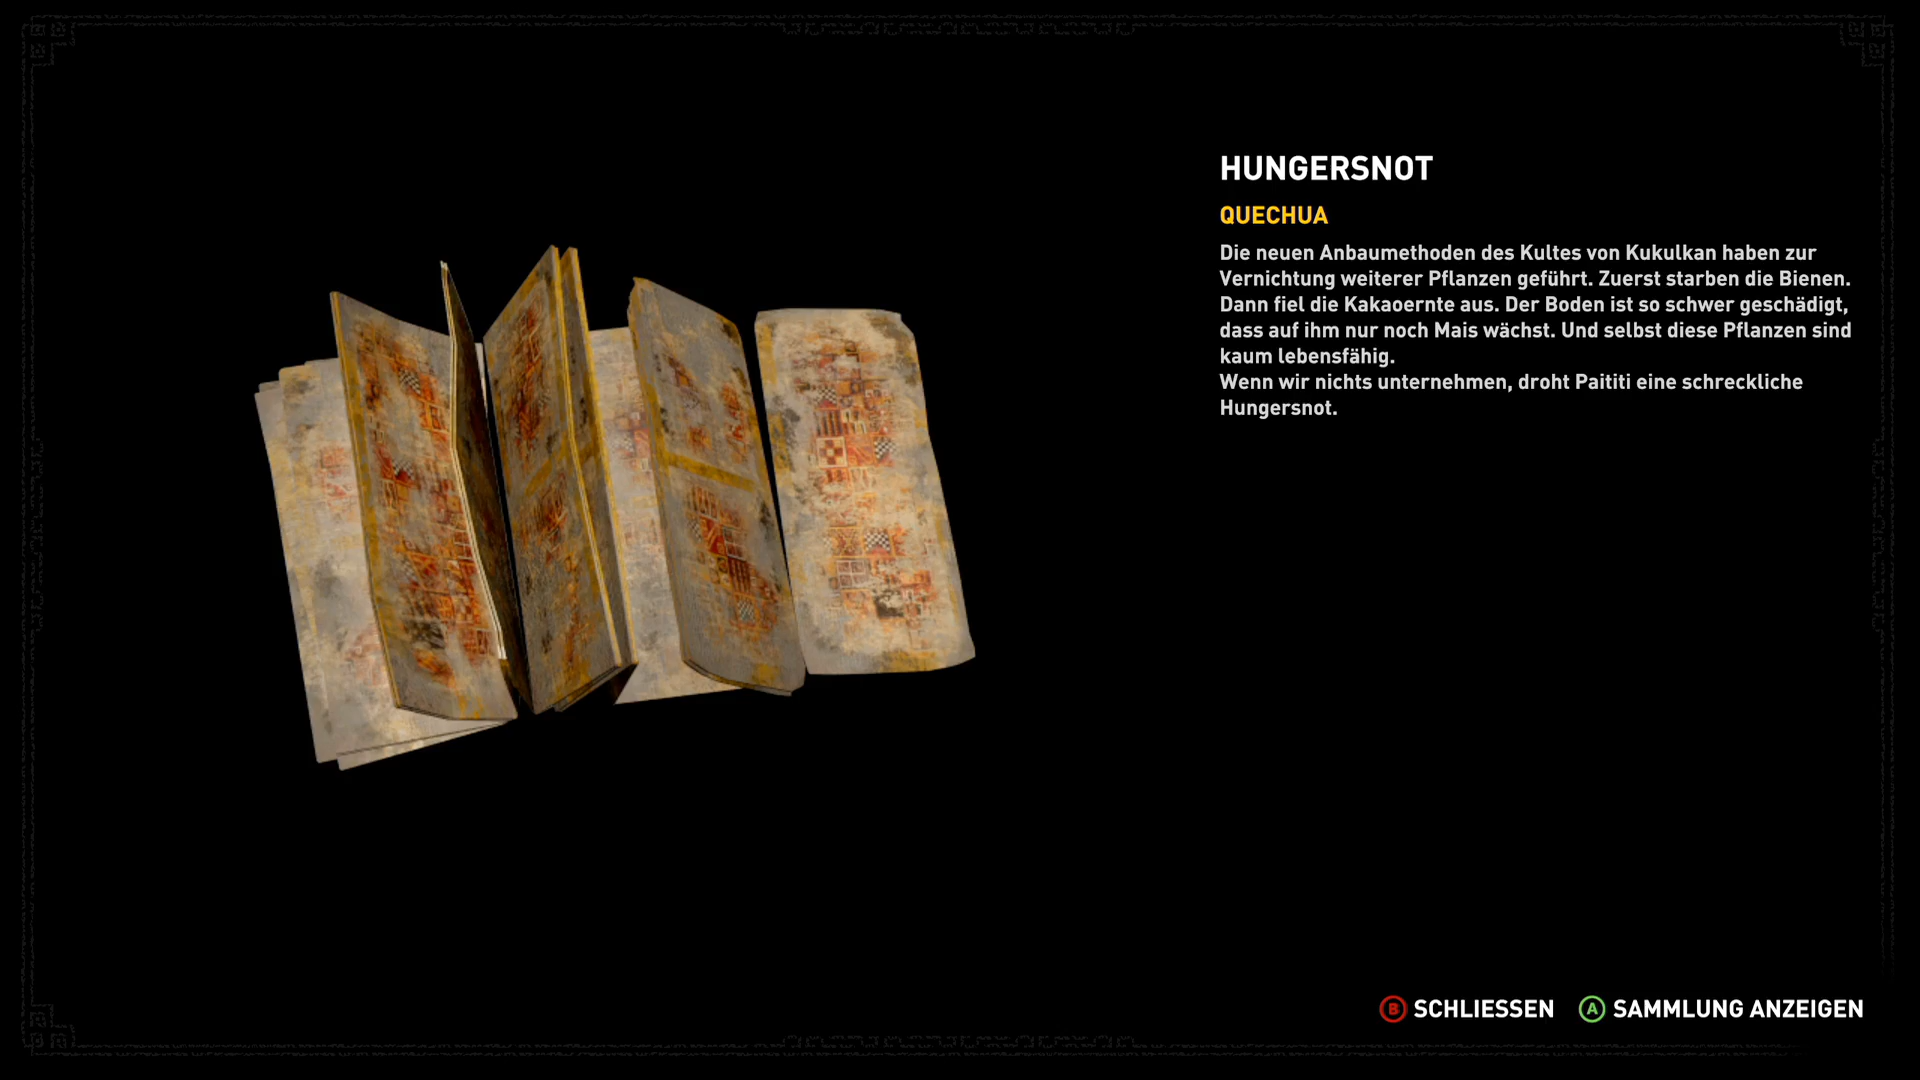 HUNGERSNOT
QUECHUA
Die neuen Anbaumethoden des Kultes von Kukulkan haben zur
Vernichtung weiterer Pflanzen geführt. Zuerst starben die Bienen.
Dann fiel die Kakaoernte aus. Der Boden ist so schwer geschädigt,
dass auf ihm nur noch Mais wächst. Und selbst diese Pflanzen sind
kaum lebensfähig.
Wenn wir nichts unternehmen, droht Paititi eine schreckliche
Hungersnot.
B SCHLIESSEN A SAMMLUNG ANZEIGEN